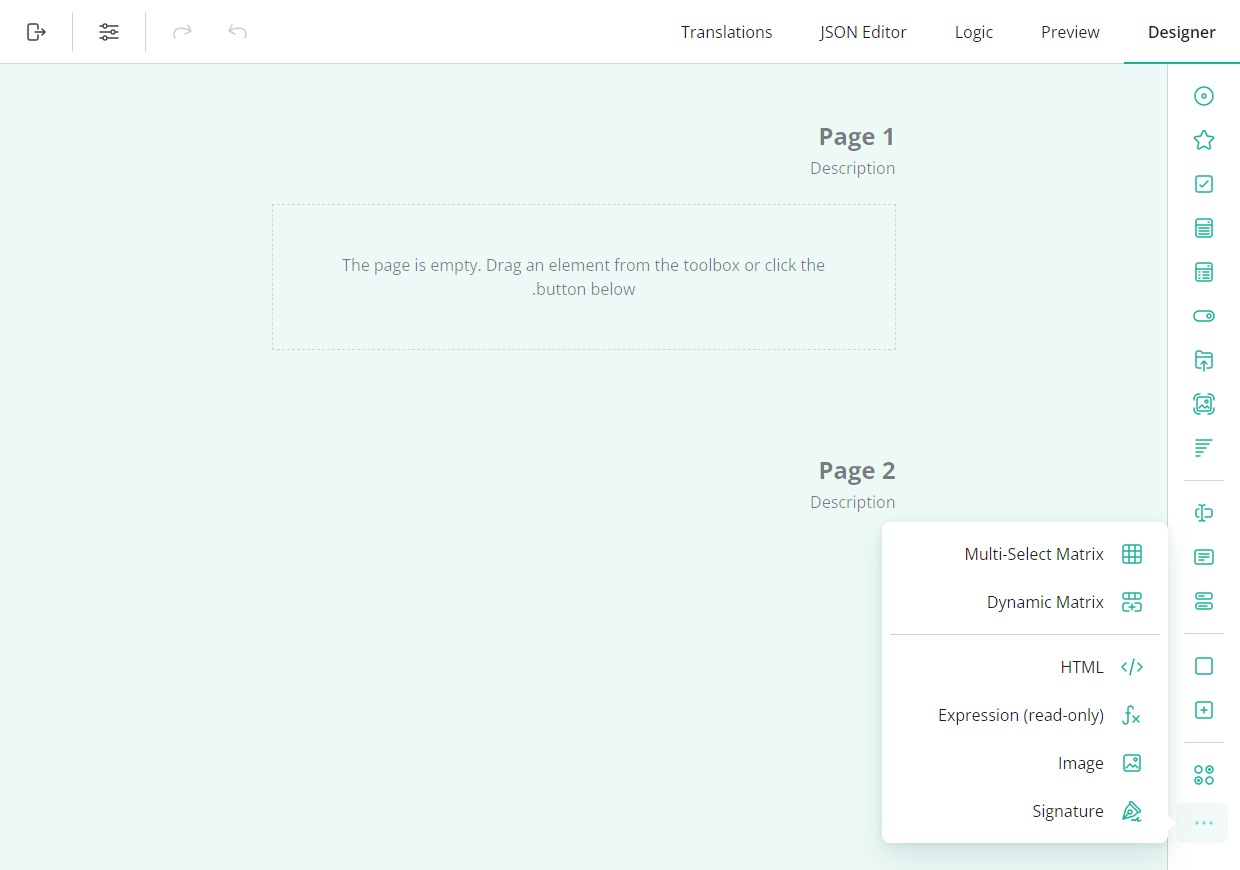 Designer
Preview
Logic
JSON Editor
Translations
Page 1
Description
The page is empty. Drag an element from the toolbox or click the
.button below
Page 2
Description
Multi-Select Matrix
Dynamic Matrix
HTML
Expression (read-only)
Image
Signature